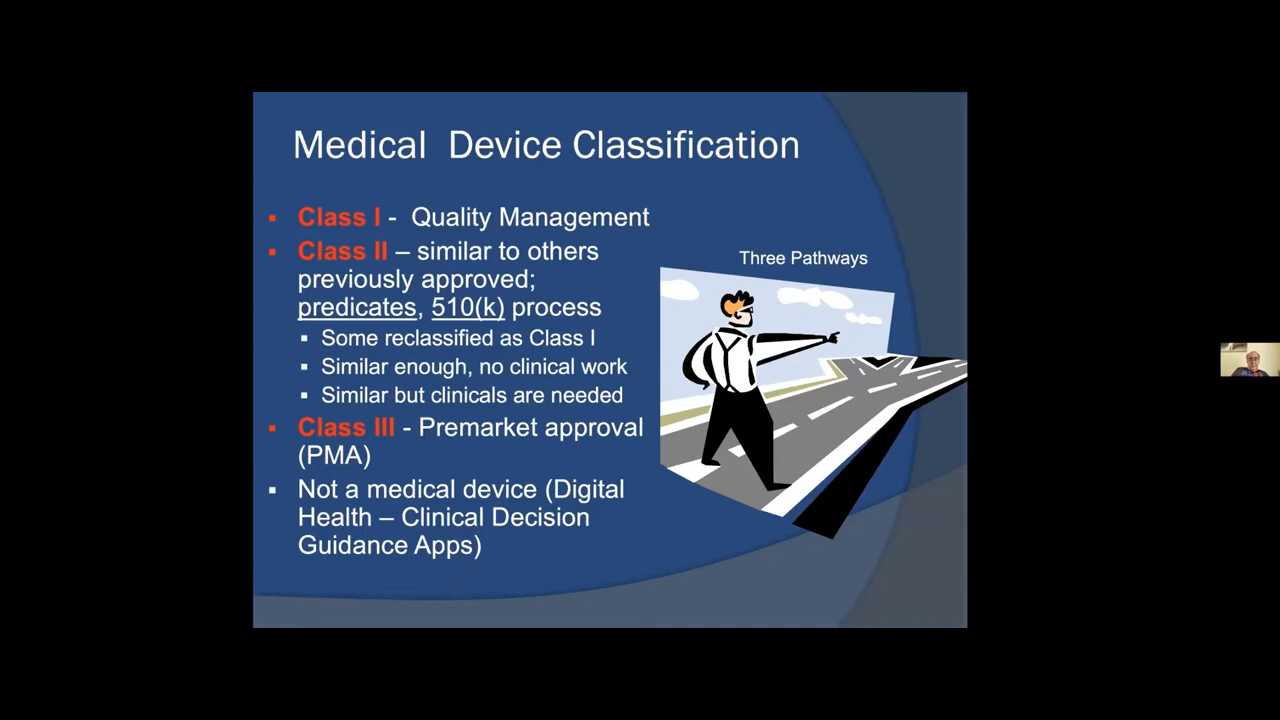 Medical Device Classification
Class I - Quality Management
Class II – similar to others
previously approved;
predicates, 510(k) process
Some reclassified as Class I
Similar enough, no clinical work
Similar but clinicals are needed
Class III - Premarket approval
(PMA)
Not a medical device (Digital
Health – Clinical Decision
Guidance Apps)
Three Pathways